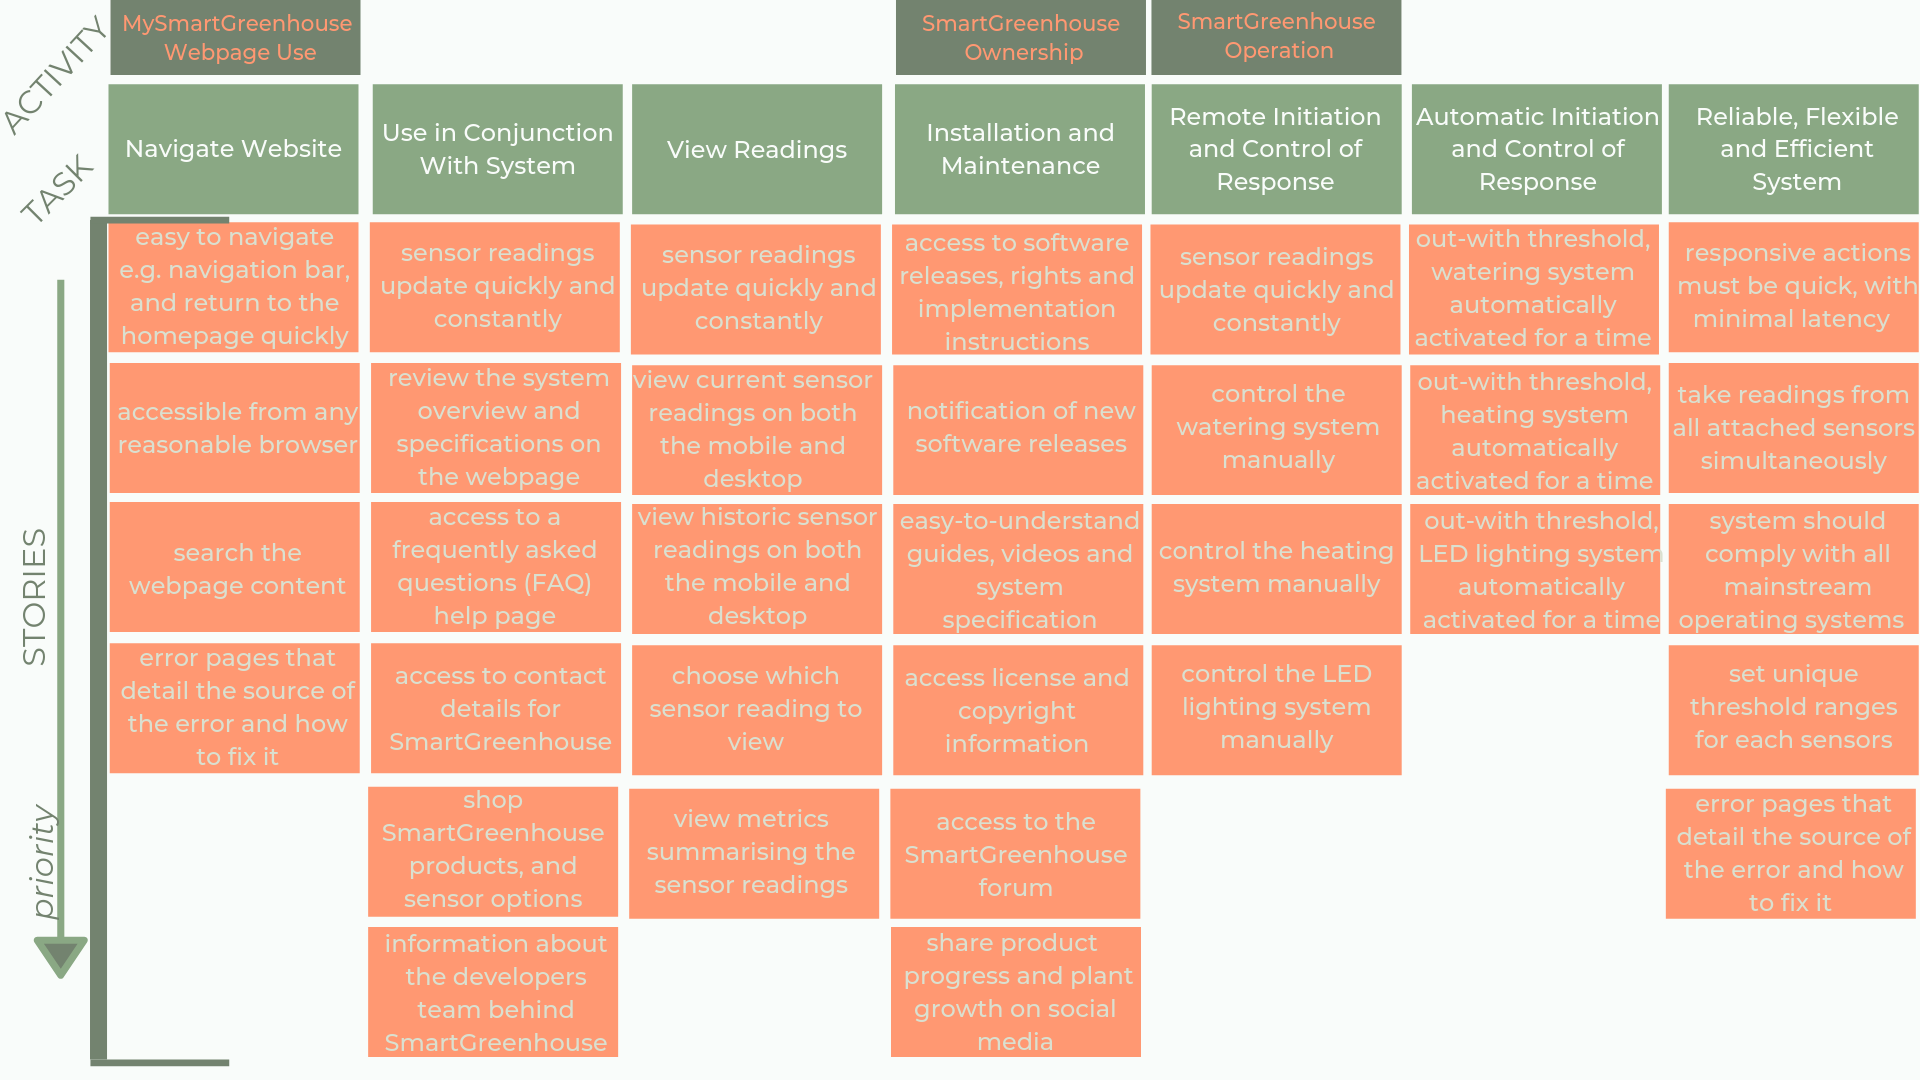 ACTIVITY
MySmartGreenhouse
Webpage Use
SmartGreenhouse
Ownership
SmartGreenhouse
Operation
TASK
Navigate Website
Use in Conjunction
With System
View Readings
Installation and
Maintenance
Remote Initiation
and Control of
Response
Automatic Initiation
and Control of
Response
Reliable, Flexible
and Efficient
System
STORIES
priority
easy to navigate
e.g. navigation bar,
and return to the
homepage quickly
sensor readings
update quickly and
constantly
sensor readings
update quickly and
constantly
access to software
releases, rights and
implementation
instructions
sensor readings
update quickly and
constantly
out-with threshold,
watering system
automatically
activated for a time
responsive actions
must be quick, with
minimal latency
accessible from any
reasonable browser
review the system
overview and
specifications on
the webpage
view current sensor
readings on both
the mobile and
desktop
notification of new
software releases
control the
watering system
manually
out-with threshold,
heating system
automatically
activated for a time
take readings from
all attached sensors
simultaneously
search the
webpage content
access to a
frequently asked
questions (FAQ)
help page
view historic sensor
readings on both
the mobile and
desktop
easy-to-understand
guides, videos and
system
specification
control the heating
system manually
out-with threshold,
LED lighting system
automatically
activated for a time
system should
comply with all
mainstream
operating systems
error pages that
detail the source of
the error and how
to fix it
access to contact
details for
SmartGreenhouse
choose which
sensor reading to
view
access license and
copyright
information
control the LED
lighting system
manually
set unique
threshold ranges
for each sensors
shop
SmartGreenhouse
products, and
sensor options
view metrics
summarising the
sensor readings
access to the
SmartGreenhouse
forum
error pages that
detail the source of
the error and how
to fix it
information about
the developers
team behind
SmartGreenhouse
share product
progress and plant
growth on social
media